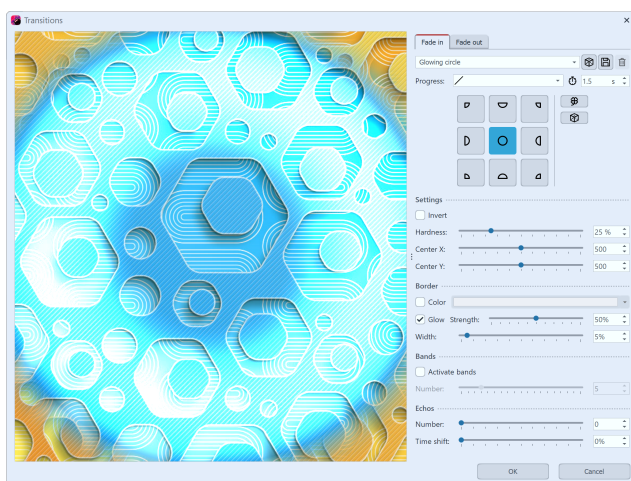 Transitions
Fade in Fade out
Glowing circle
Progress: 1.5 s
Settings
Invert
Hardness: 25 %
Center X: 500
Center Y: 500
Border
Color
Glow Strength: 50%
Width: 5%
Bands
Activate bands
Number: 5
Echos
Number: 0
Time shift: 0%
OK Cancel